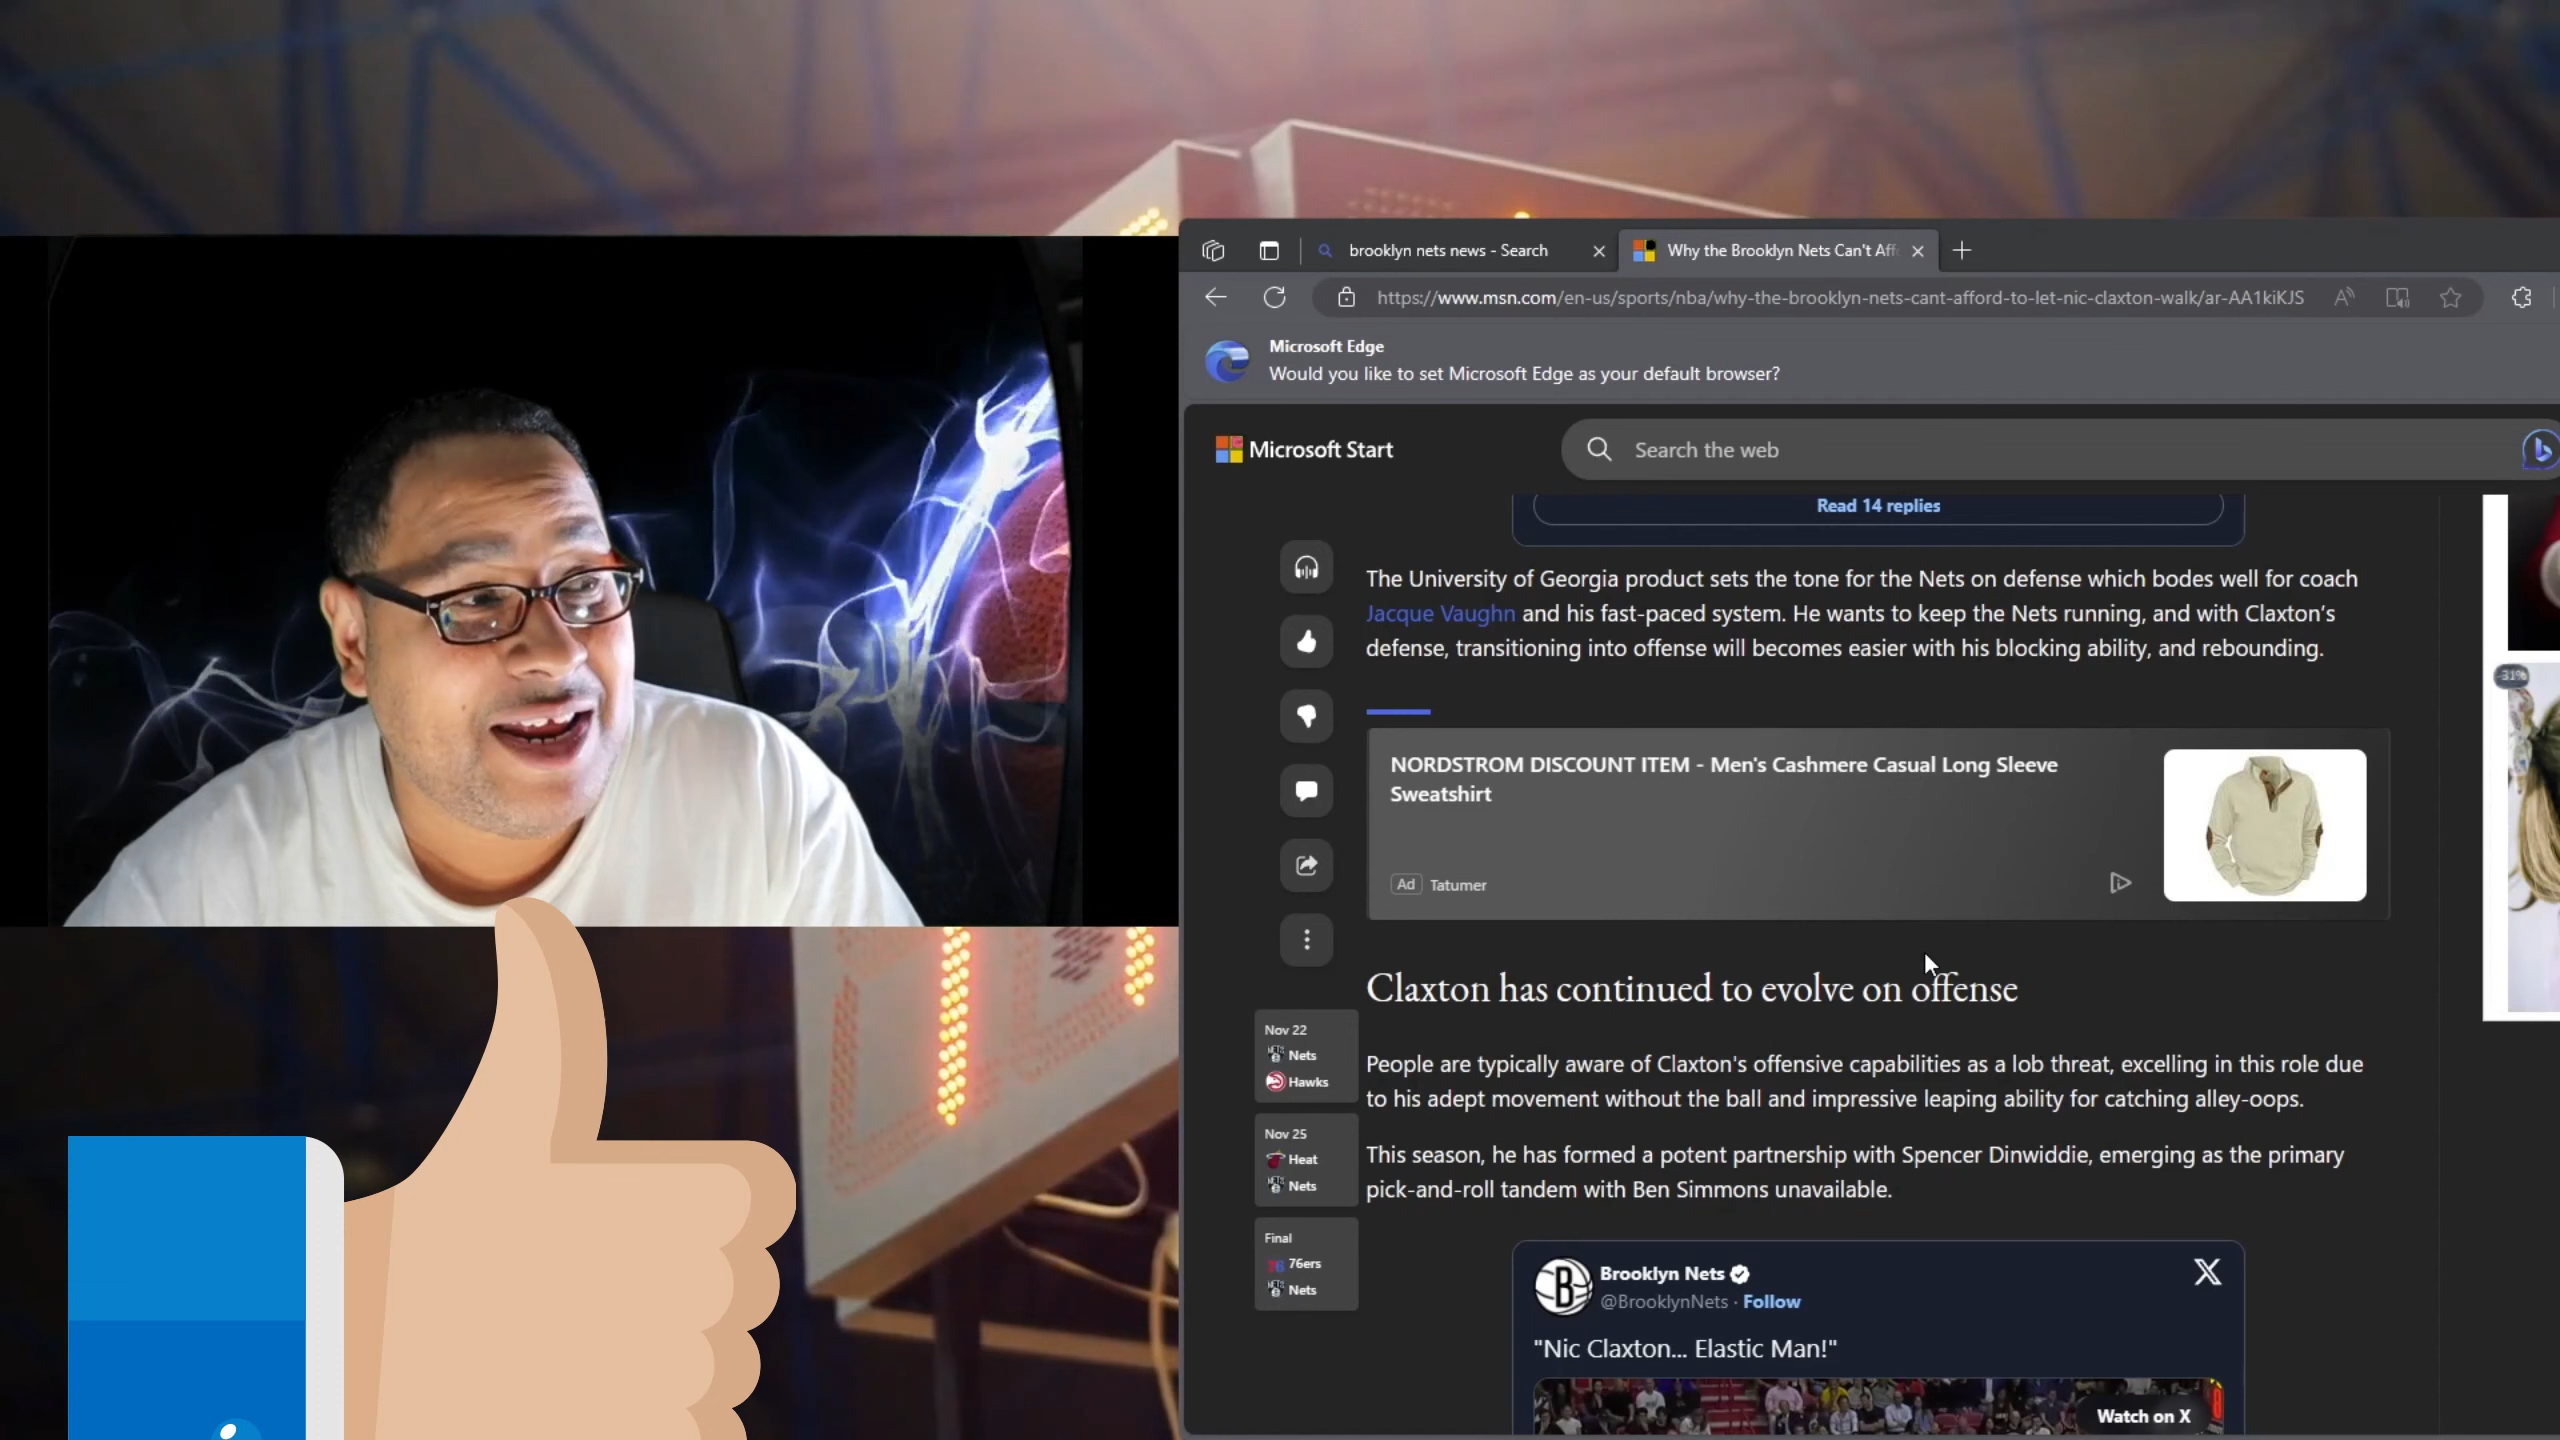 brooklyn nets news - Search
Why the Brooklyn Nets Can't Aff
https://www.msn.com/en-us/sports/nba/why-the-brooklyn-nets-cant-afford-to-let-nic-claxton-walk/ar-AA1kiKJS
Microsoft Edge
Would you like to set Microsoft Edge as your default browser?
Microsoft Start
Search the web
Read 14 replies
The University of Georgia product sets the tone for the Nets on defense which bodes well for coach
Jacque Vaughn and his fast-paced system. He wants to keep the Nets running, and with Claxton's
defense, transitioning into offense will becomes easier with his blocking ability, and rebounding.
-31%
NORDSTROM DISCOUNT ITEM - Men's Cashmere Casual Long Sleeve
Sweatshirt
Ad Tatumer
Claxton has continued to evolve on offense
Nov 22
Nets
Hawks
People are typically aware of Claxton's offensive capabilities as a lob threat, excelling in this role due
to his adept movement without the ball and impressive leaping ability for catching alley-oops.
Nov 25
Heat
Nets
This season, he has formed a potent partnership with Spencer Dinwiddie, emerging as the primary
pick-and-roll tandem with Ben Simmons unavailable.
Final
76ers
Nets
Brooklyn Nets
@BrooklynNets · Follow
"Nic Claxton... Elastic Man!"
Watch on X